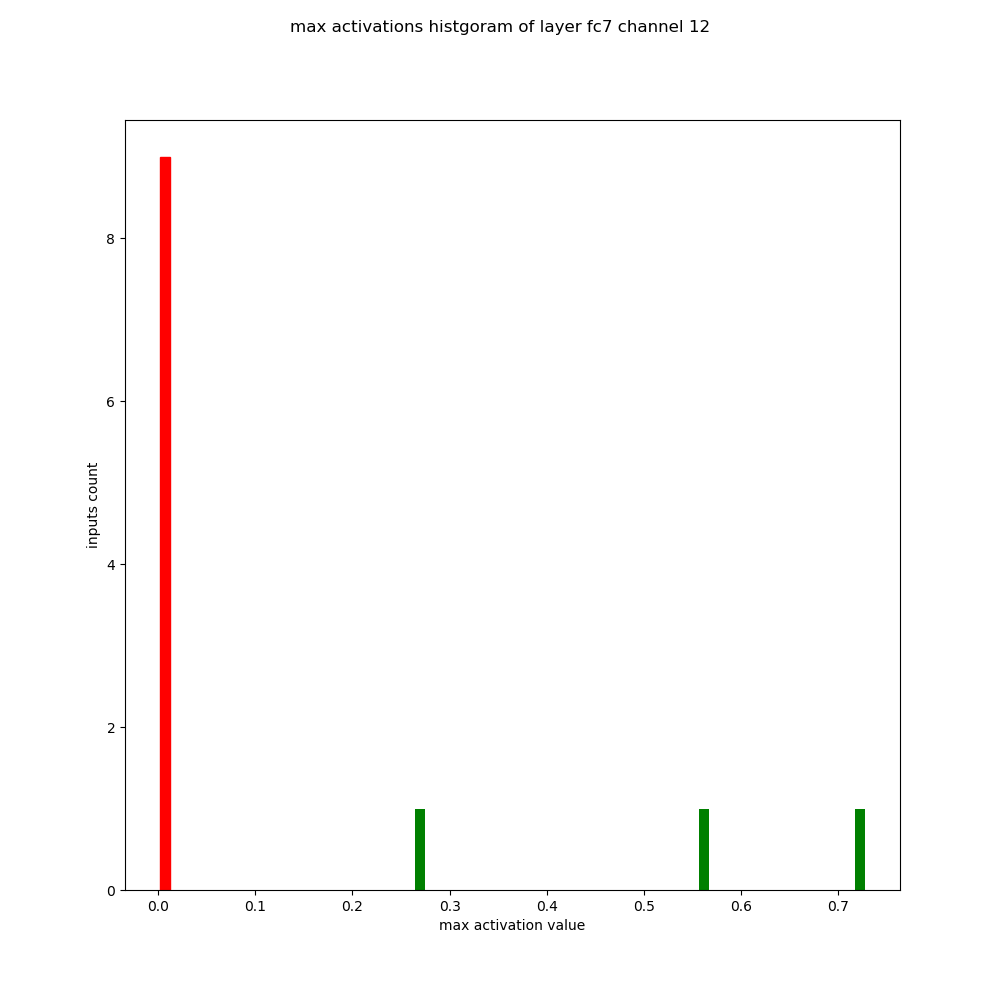 max activations histgoram of layer fc7 channel 12
8
6
4
2
0
inputs count
0.0 0.1 0.2 0.3 0.4 0.5 0.6 0.7
max activation value